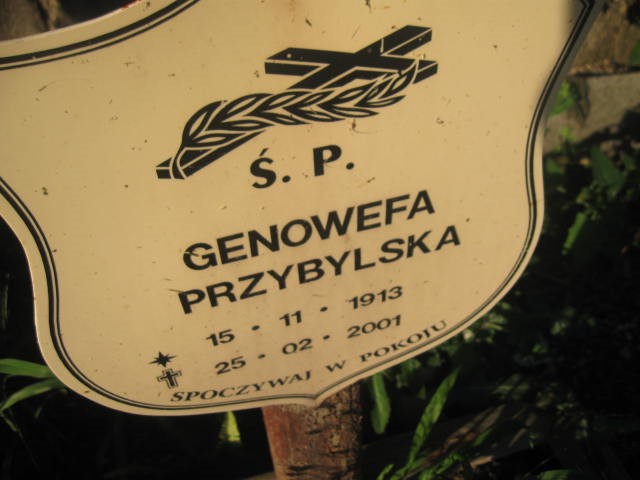 Ś. P.
GENOWEFA
PRZYBYLSKA
15 · 11 · 1913
25 · 02 · 2001
SPOCZYWAJ W POKOJU